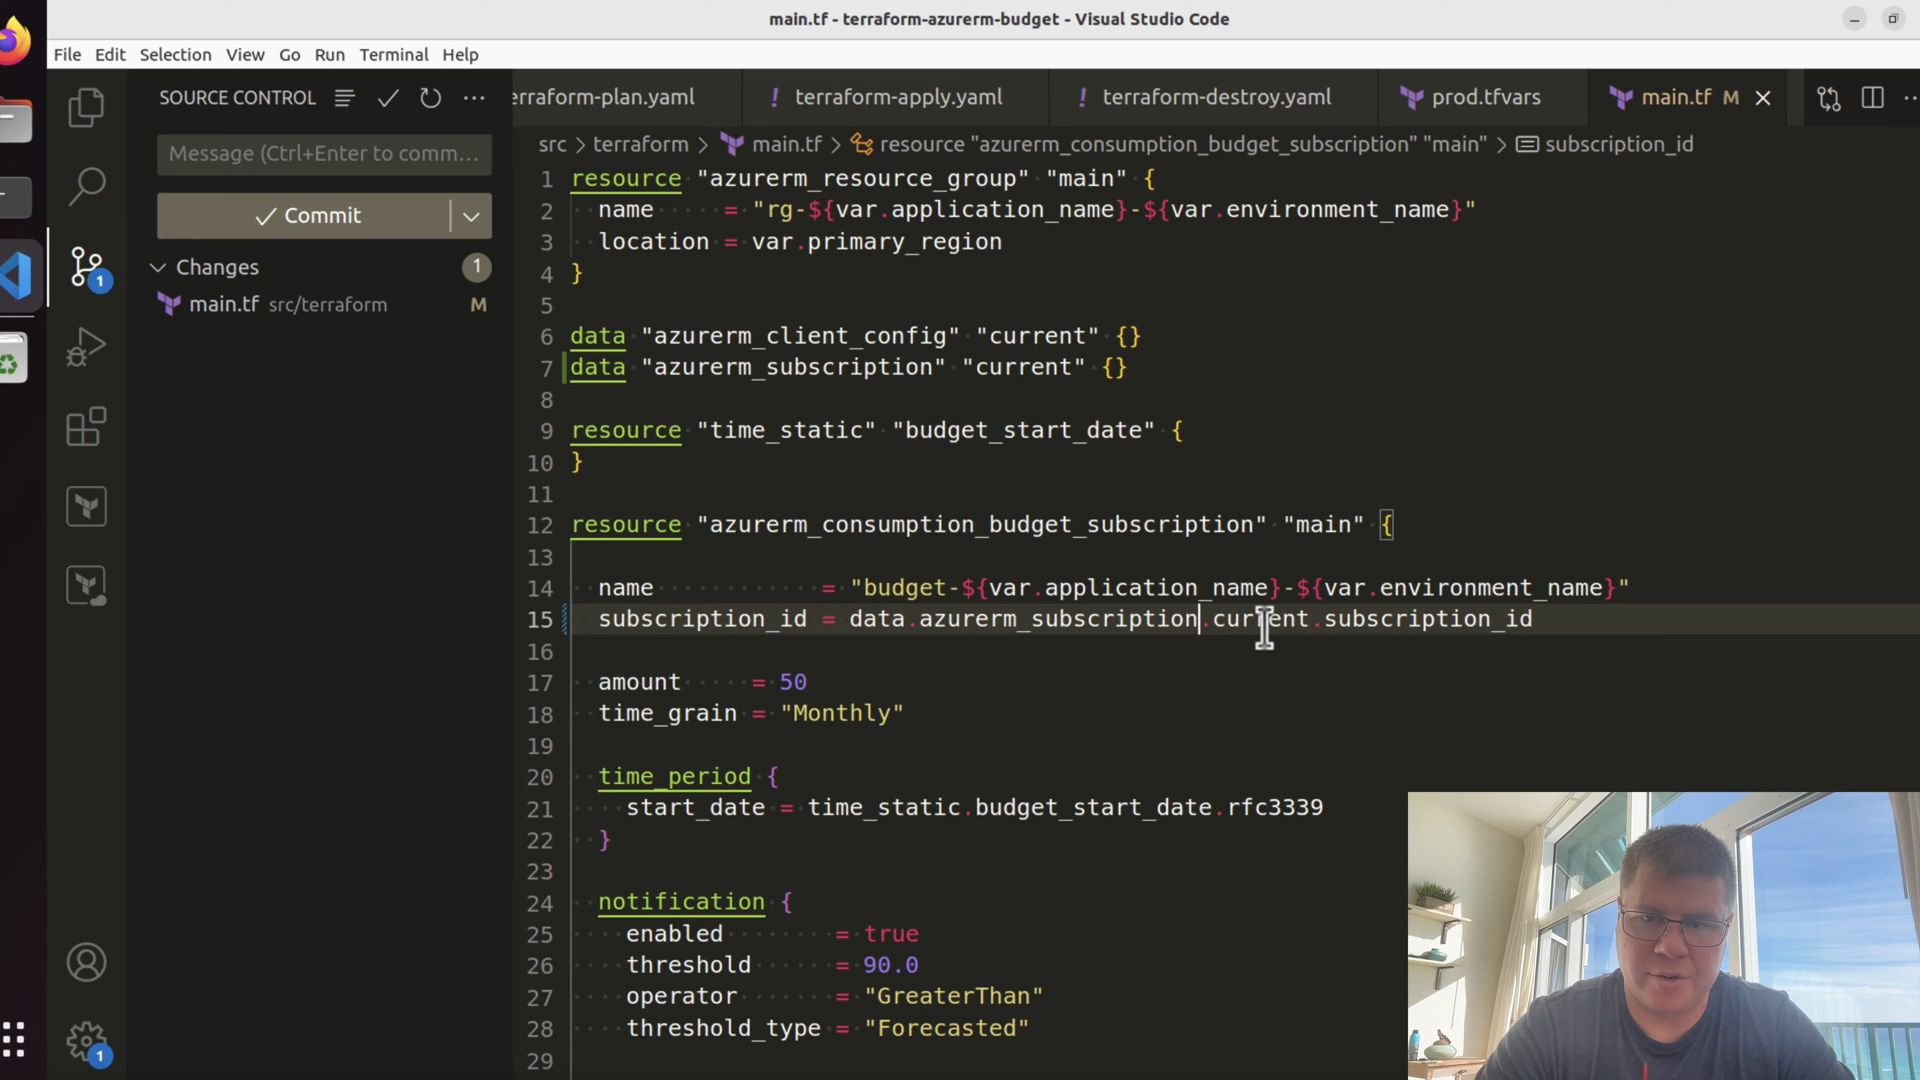 main.tf - terraform-azurerm-budget - Visual Studio Code
File Edit Selection View Go Run Terminal Help
SOURCE CONTROL
erraform-plan.yaml ! terraform-apply.yaml ! terraform-destroy.yaml prod.tfvars main.tf M
src > terraform > main.tf > resource "azurerm_consumption_budget_subscription" "main" > subscription_id
Message (Ctrl+Enter to comm...
Commit
Changes 1
main.tf src/terraform M
1
1
1 resource "azurerm_resource_group" "main" {
2 name = "rg-${var.application_name}-${var.environment_name}"
3 location = var.primary_region
4 }
5
6 data "azurerm_client_config" "current" {}
7 data "azurerm_subscription" "current" {}
8
9 resource "time_static" "budget_start_date" {
10 }
11
12 resource "azurerm_consumption_budget_subscription" "main" {
13
14 name = "budget-${var.application_name}-${var.environment_name}"
15 subscription_id = data.azurerm_subscription.current.subscription_id
16
17 amount = 50
18 time_grain = "Monthly"
19
20 time_period {
21 start_date = time_static.budget_start_date.rfc3339
22 }
23
24 notification {
25 enabled = true
26 threshold = 90.0
27 operator = "GreaterThan"
28 threshold_type = "Forecasted"
29